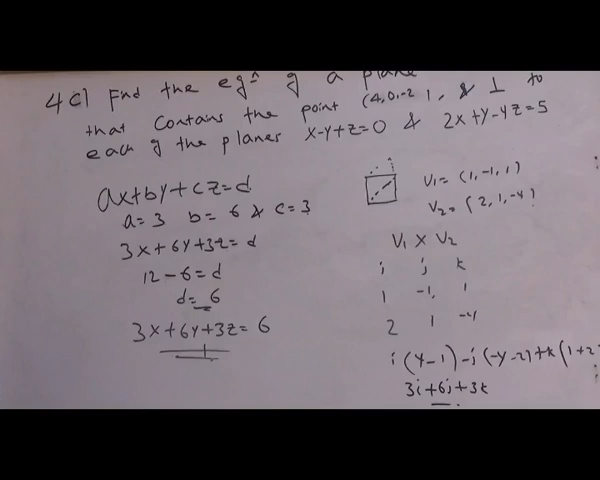 4c) Find the eqn of a plane
that contains the point (4,0,-2), & ⊥ to
each of the planes x-y+z=0 & 2x+y-4z=5
ax+by+cz=d
a=3 b=6 & c=3
3x+6y+3z=d
12-6=d
d=6
3x+6y+3z=6
V1=(1,-1,1)
V2=(2,1,-4)
V1 X V2
i j k
1 -1, 1
2 1 -4
i(4-1)-j(-4-2)+k(1+2
3i+6j+3k